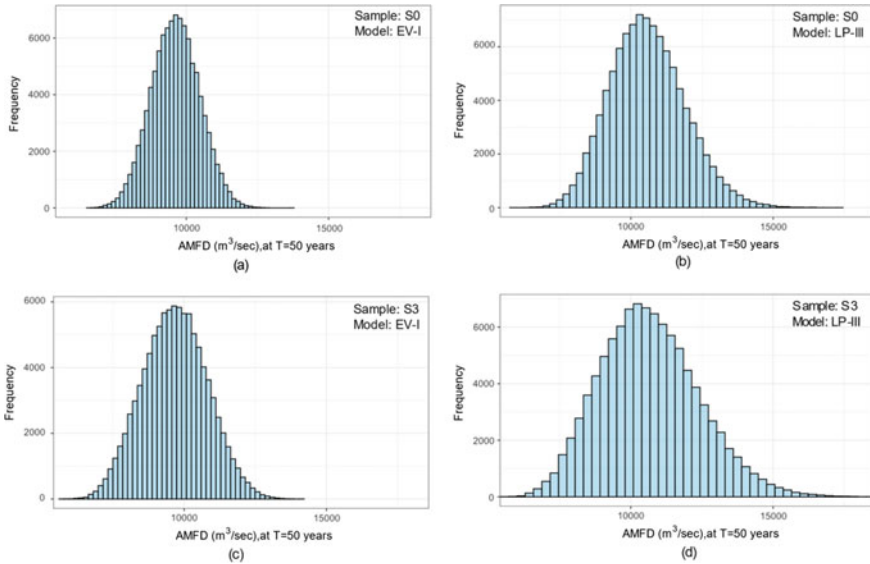 Sample: S0
Model: EV-I
Frequency
6000
4000
2000
0
10000
15000
AMFD (m³/sec),at T=50 years
(a)
Sample: S0
Model: LP-III
Frequency
6000
4000
2000
0
10000
15000
AMFD (m³/sec),at T=50 years
(b)
Sample: S3
Model: EV-I
Frequency
6000
4000
2000
0
10000
15000
AMFD (m³/sec),at T=50 years
(c)
Sample: S3
Model: LP-III
Frequency
6000
4000
2000
0
10000
15000
AMFD (m³/sec),at T=50 years
(d)